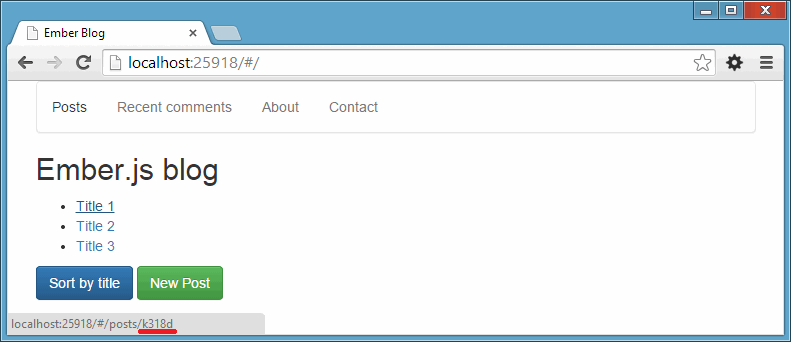 Ember Blog
localhost:25918/#/
Posts Recent comments About Contact
Ember.js blog
Title 1
Title 2
Title 3
Sort by title New Post
localhost:25918/#/posts/k318d